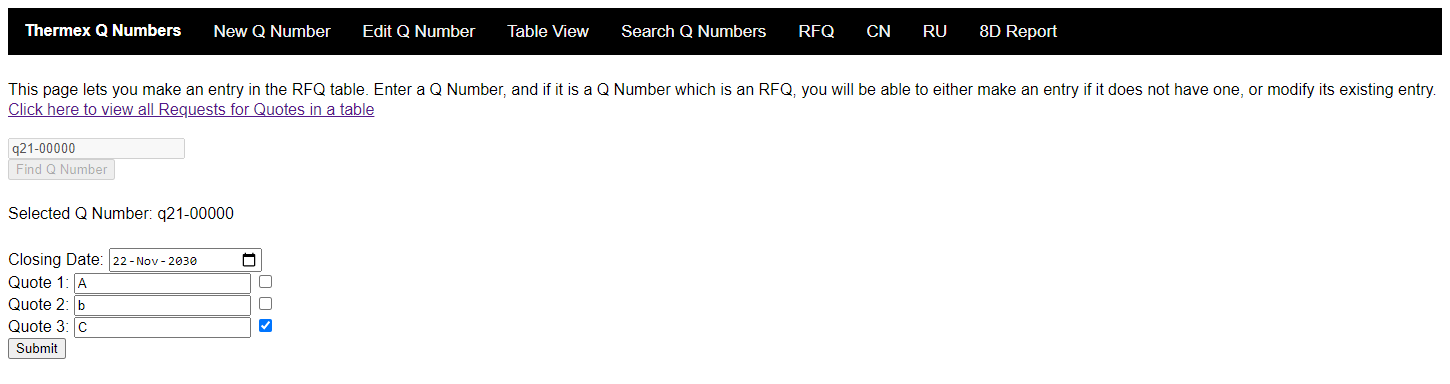 Thermex Q Numbers New Q Number Edit Q Number Table View Search Q Numbers RFQ CN RU 8D Report
This page lets you make an entry in the RFQ table. Enter a Q Number, and if it is a Q Number which is an RFQ, you will be able to either make an entry if it does not have one, or modify its existing entry.
Click here to view all Requests for Quotes in a table
q21-00000
Find Q Number
Selected Q Number: q21-00000
Closing Date: 22-Nov-2030
Quote 1: A
Quote 2: b
Quote 3: C
Submit